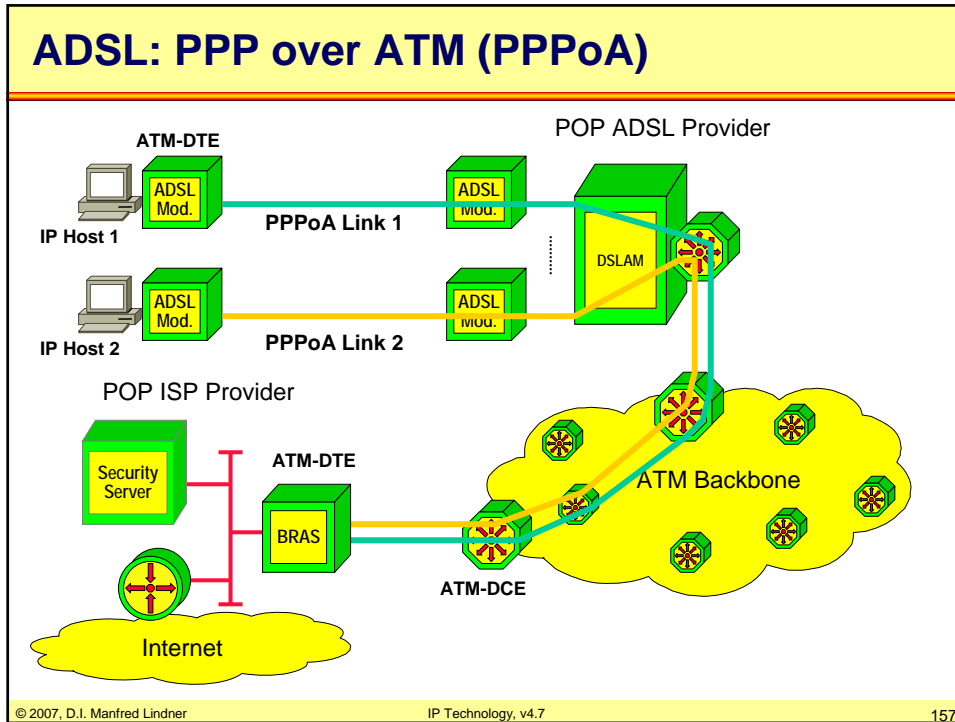 ADSL: PPP over ATM (PPPoA)
POP ADSL Provider
ATM-DTE
ADSL
Mod.
ADSL
Mod.
IP Host 1
PPPoA Link 1
DSLAM
ADSL
Mod.
ADSL
Mod.
IP Host 2
PPPoA Link 2
POP ISP Provider
Security
Server
ATM-DTE
BRAS
ATM Backbone
ATM-DCE
Internet
© 2007, D.I. Manfred Lindner
IP Technology, v4.7
157